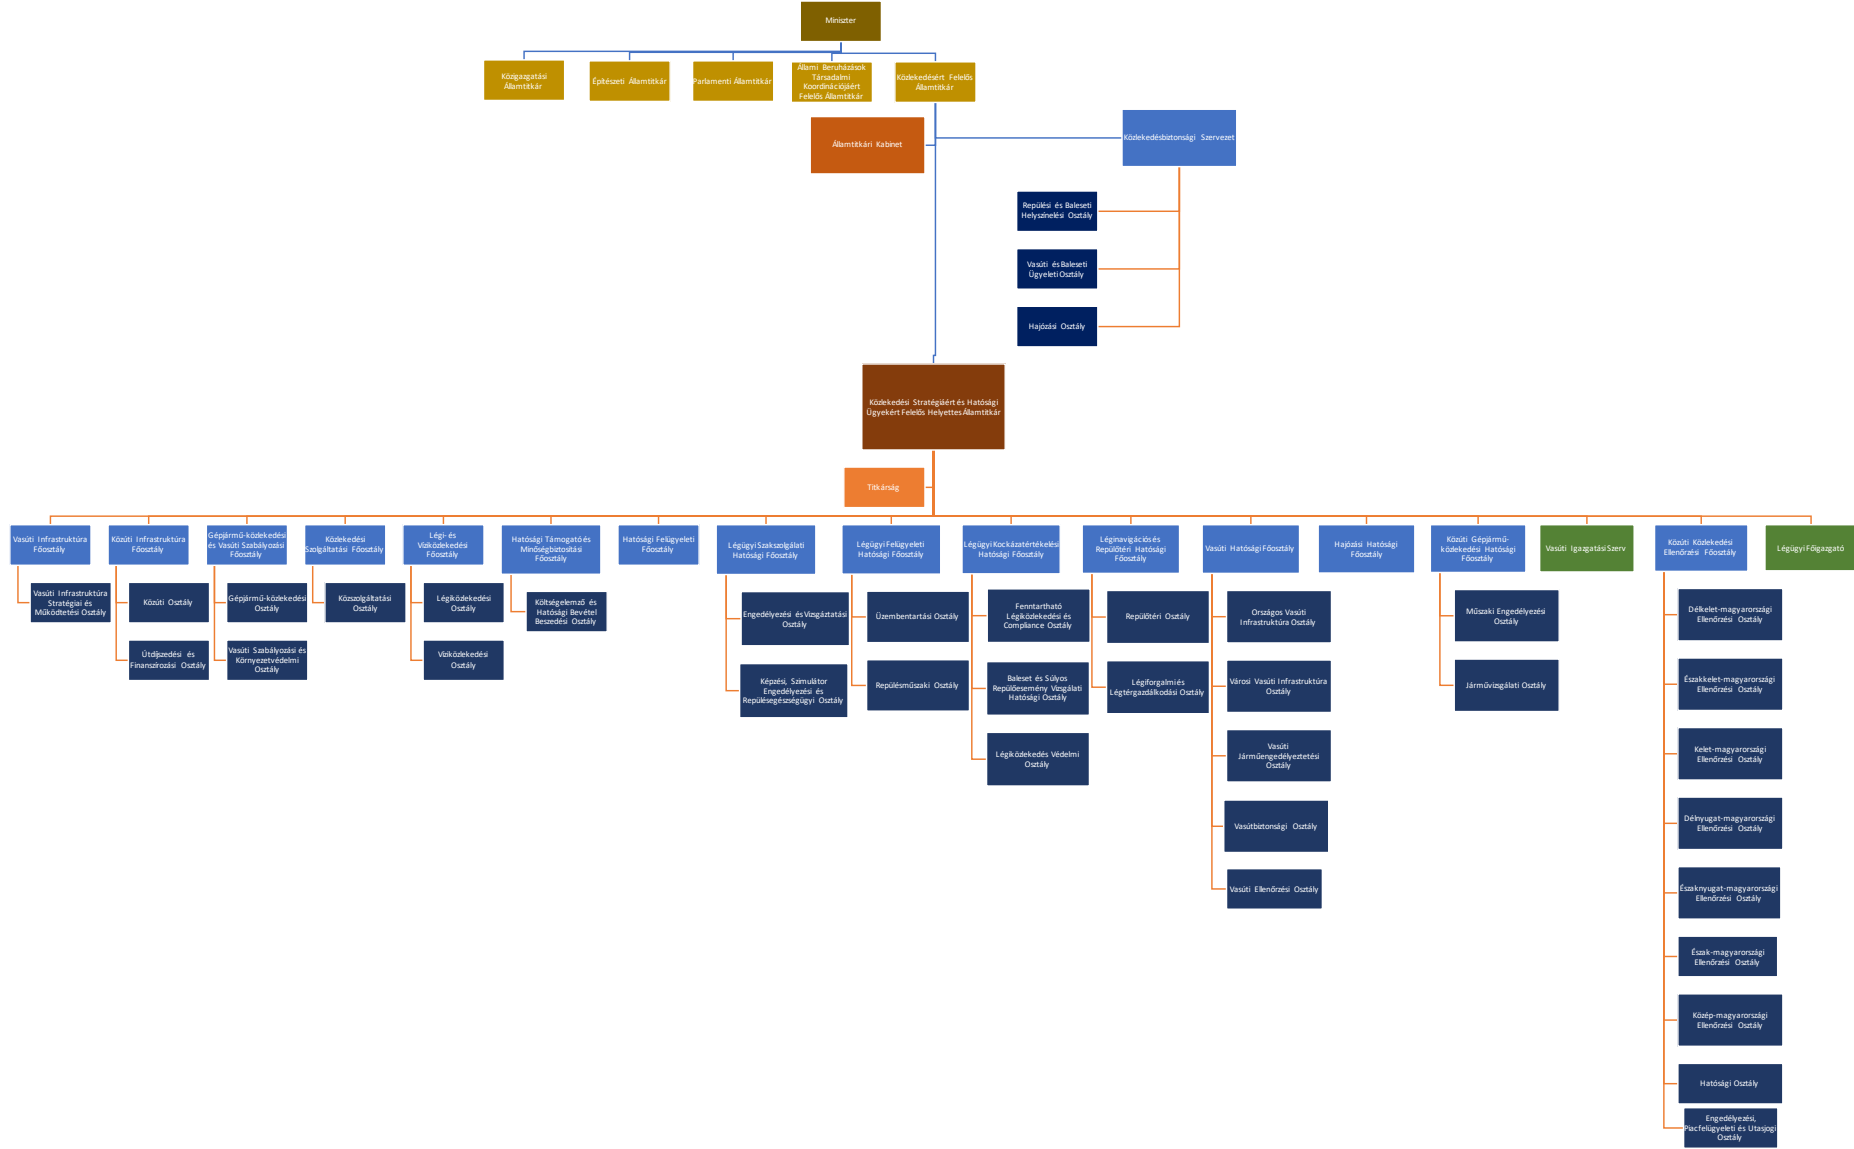 Miniszter
Közigazgatási
Államtitkár
Építészeti Államtitkár
Parlamenti Államtitkár
Állami Beruházások
Társadalmi
Koordinációjáért
Felelős Államtitkár
Közlekedésért Felelős
Államtitkár
Államtitkári Kabinet
Közlekedésbiztonsági Szervezet
Repülési és Baleseti
Helyszínelési Osztály
Vasúti és Baleseti
Ügyeleti Osztály
Hajózási Osztály
Közlekedési Stratégiáért és Hatósági
Ügyekért Felelős Helyettes Államtitkár
Titkárság
Vasúti Infrastruktúra
Főosztály
Közúti Infrastruktúra
Főosztály
Gépjármű-közlekedési
és Vasúti Szabályozási
Főosztály
Közlekedési
Szolgáltatási Főosztály
Légi- és
Víziközlekedési
Főosztály
Hatósági Támogató és
Minőségbiztosítási
Főosztály
Hatósági Felügyeleti
Főosztály
Légügyi Szakszolgálati
Hatósági Főosztály
Légügyi Felügyeleti
Hatósági Főosztály
Légügyi Kockázatértékelési
Hatósági Főosztály
Léginavigációs és
Repülőtéri Hatósági
Főosztály
Vasúti Hatósági Főosztály
Hajózási Hatósági
Főosztály
Közúti Gépjármű-
közlekedési Hatósági
Főosztály
Vasúti Igazgatási Szerv
Közúti Közlekedési
Ellenőrzési Főosztály
Légügyi Főigazgató
Vasúti Infrastruktúra
Stratégiai és
Működtetési Osztály
Közúti Osztály
Útdíjszedési és
Finanszírozási Osztály
Gépjármű-közlekedési
Osztály
Vasúti Szabályozási és
Környezetvédelmi
Osztály
Közszolgáltatási
Osztály
Légiközlekedési
Osztály
Víziközlekedési
Osztály
Költségelemző és
Hatósági Bevétel
Beszedési Osztály
Engedélyezési és Vizsgáztatási
Osztály
Képzési, Szimulátor
Engedélyezési és
Repülésegészségügyi Osztály
Üzembentartási Osztály
Repülésműszaki Osztály
Fenntartható
Légiközlekedési és
Compliance Osztály
Baleset és Súlyos
Repülőesemény Vizsgálati
Hatósági Osztály
Légiközlekedés Védelmi
Osztály
Repülőtéri Osztály
Légiforgalmi és
Légtérgazdálkodási Osztály
Országos Vasúti
Infrastruktúra Osztály
Városi Vasúti Infrastruktúra
Osztály
Vasúti
Járműengedélyeztetési
Osztály
Vasútbiztonsági Osztály
Vasúti Ellenőrzési Osztály
Műszaki Engedélyezési
Osztály
Járművizsgálati Osztály
Délkelet-magyarországi
Ellenőrzési Osztály
Északkelet-magyarországi
Ellenőrzési Osztály
Kelet-magyarországi
Ellenőrzési Osztály
Délnyugat-magyarországi
Ellenőrzési Osztály
Északnyugat-magyarországi
Ellenőrzési Osztály
Észak-magyarországi
Ellenőrzési Osztály
Közép-magyarországi
Ellenőrzési Osztály
Hatósági Osztály
Engedélyezési,
Piacfelügyeleti és Utasjogi
Osztály